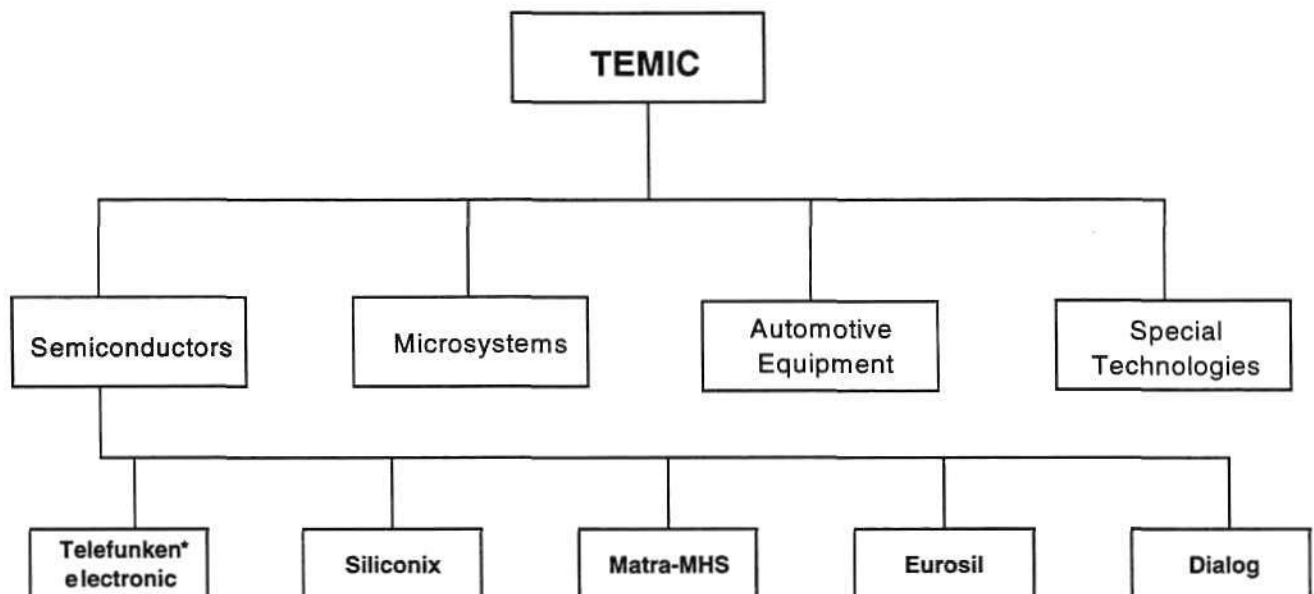 TEMIC
Semiconductors
Microsystems
Automotive
Equipment
Special
Technologies
Telefunken*
electronic
Siliconix
Matra-MHS
Eurosil
Dialog